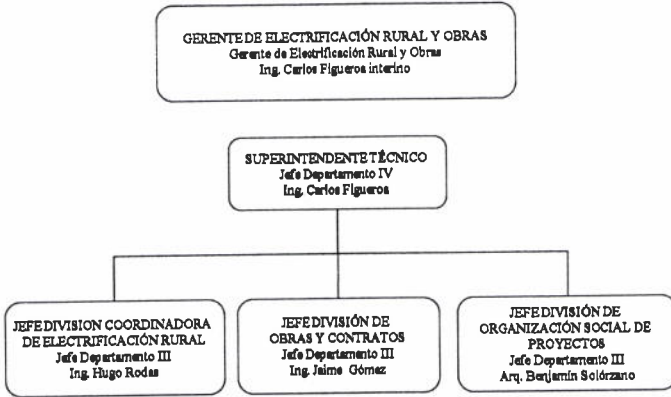 GERENTE DE ELECTRIFICACIÓN RURAL Y OBRAS
Gerente de Electrificación Rural y Obras
Ing. Carlos Figueroa interino
SUPERINTENDENTE TÉCNICO
Jefe Departamento IV
Ing. Carlos Figueroa
JEFE DIVISION COORDINADORA
DE ELECTRIFICACIÓN RURAL
Jefe Departamento III
Ing. Hugo Rodas
JEFE DIVISIÓN DE
OBRAS Y CONTRATOS
Jefe Departamento III
Ing. Jaime Gómez
JEFE DIVISIÓN DE
ORGANIZACIÓN SOCIAL DE
PROYECTOS
Jefe Departamento III
Arq. Benjamín Solórzano